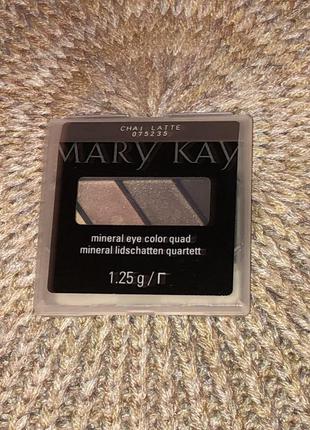 CHAI LATTE
075235
MARY KAY
mineral eye color quad
mineral lidschatten quartett
1.25 g / Г